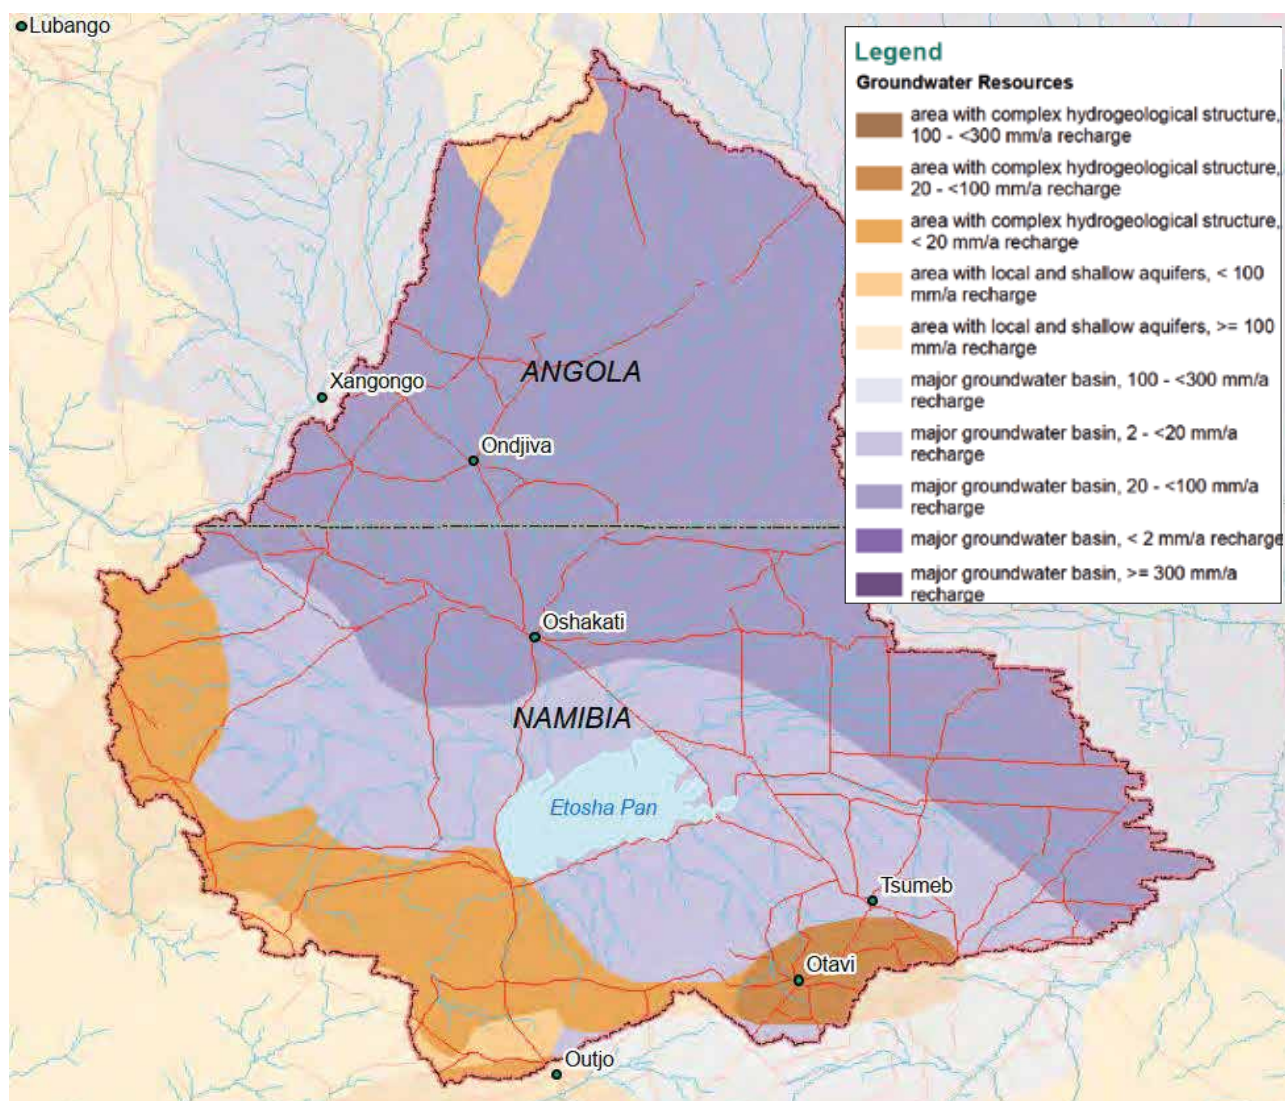 Lubango
Legend
Groundwater Resources
area with complex hydrogeological structure,
100 - <300 mm/a recharge
area with complex hydrogeological structure,
20 - <100 mm/a recharge
area with complex hydrogeological structure,
< 20 mm/a recharge
area with local and shallow aquifers, < 100
mm/a recharge
area with local and shallow aquifers, >= 100
mm/a recharge
major groundwater basin, 100 - <300 mm/a
recharge
major groundwater basin, 2 - <20 mm/a
recharge
major groundwater basin, 20 - <100 mm/a
recharge
major groundwater basin, < 2 mm/a recharge
major groundwater basin, >= 300 mm/a
recharge
ANGOLA
Xangongo
Ondjiva
Oshakati
NAMIBIA
Etosha Pan
Tsumeb
Otavi
Outjo